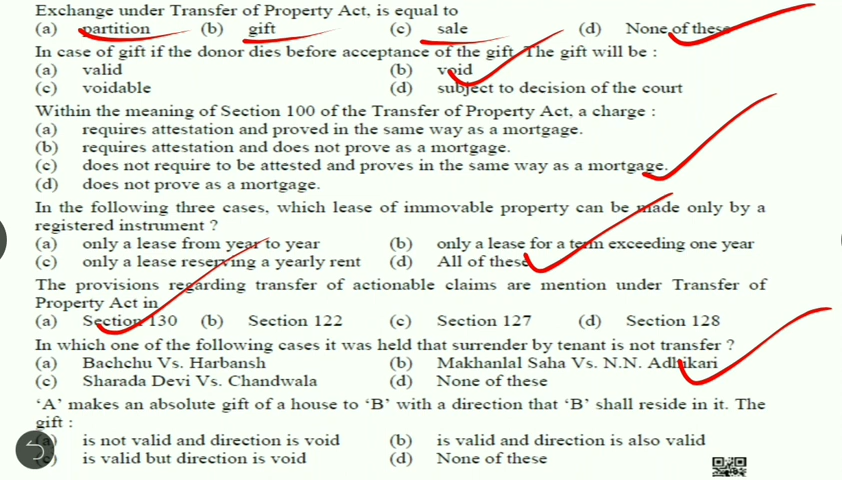 Exchange under Transfer of Property Act, is equal to
(a) partition (b) gift (c) sale (d) None of these
In case of gift if the donor dies before acceptance of the gift. The gift will be :
(a) valid (b) void
(c) voidable (d) subject to decision of the court
Within the meaning of Section 100 of the Transfer of Property Act, a charge :
(a) requires attestation and proved in the same way as a mortgage.
(b) requires attestation and does not prove as a mortgage.
(c) does not require to be attested and proves in the same way as a mortgage.
(d) does not prove as a mortgage.
In the following three cases, which lease of immovable property can be made only by a
registered instrument ?
(a) only a lease from year to year (b) only a lease for a term exceeding one year
(c) only a lease reserving a yearly rent (d) All of these
The provisions regarding transfer of actionable claims are mention under Transfer of
Property Act in
(a) Section 130 (b) Section 122 (c) Section 127 (d) Section 128
In which one of the following cases it was held that surrender by tenant is not transfer ?
(a) Bachchu Vs. Harbansh (b) Makhanlal Saha Vs. N.N. Adhikari
(c) Sharada Devi Vs. Chandwala (d) None of these
‘A’ makes an absolute gift of a house to ‘B’ with a direction that ‘B’ shall reside in it. The
gift :
(a) is not valid and direction is void (b) is valid and direction is also valid
(c) is valid but direction is void (d) None of these